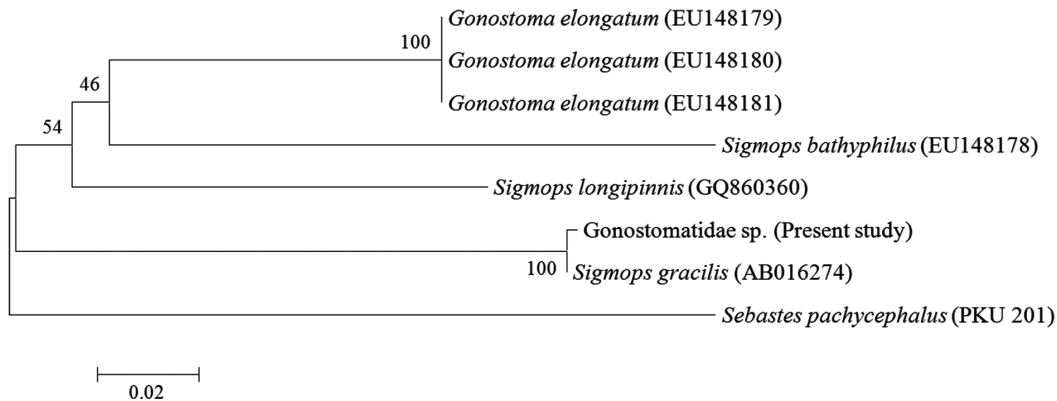 Gonostoma elongatum (EU148179)
100
Gonostoma elongatum (EU148180)
46
Gonostoma elongatum (EU148181)
54
Sigmops bathyphilus (EU148178)
Sigmops longipinnis (GQ860360)
Gonostomatidae sp. (Present study)
100
Sigmops gracilis (AB016274)
Sebastes pachycephalus (PKU 201)
0.02